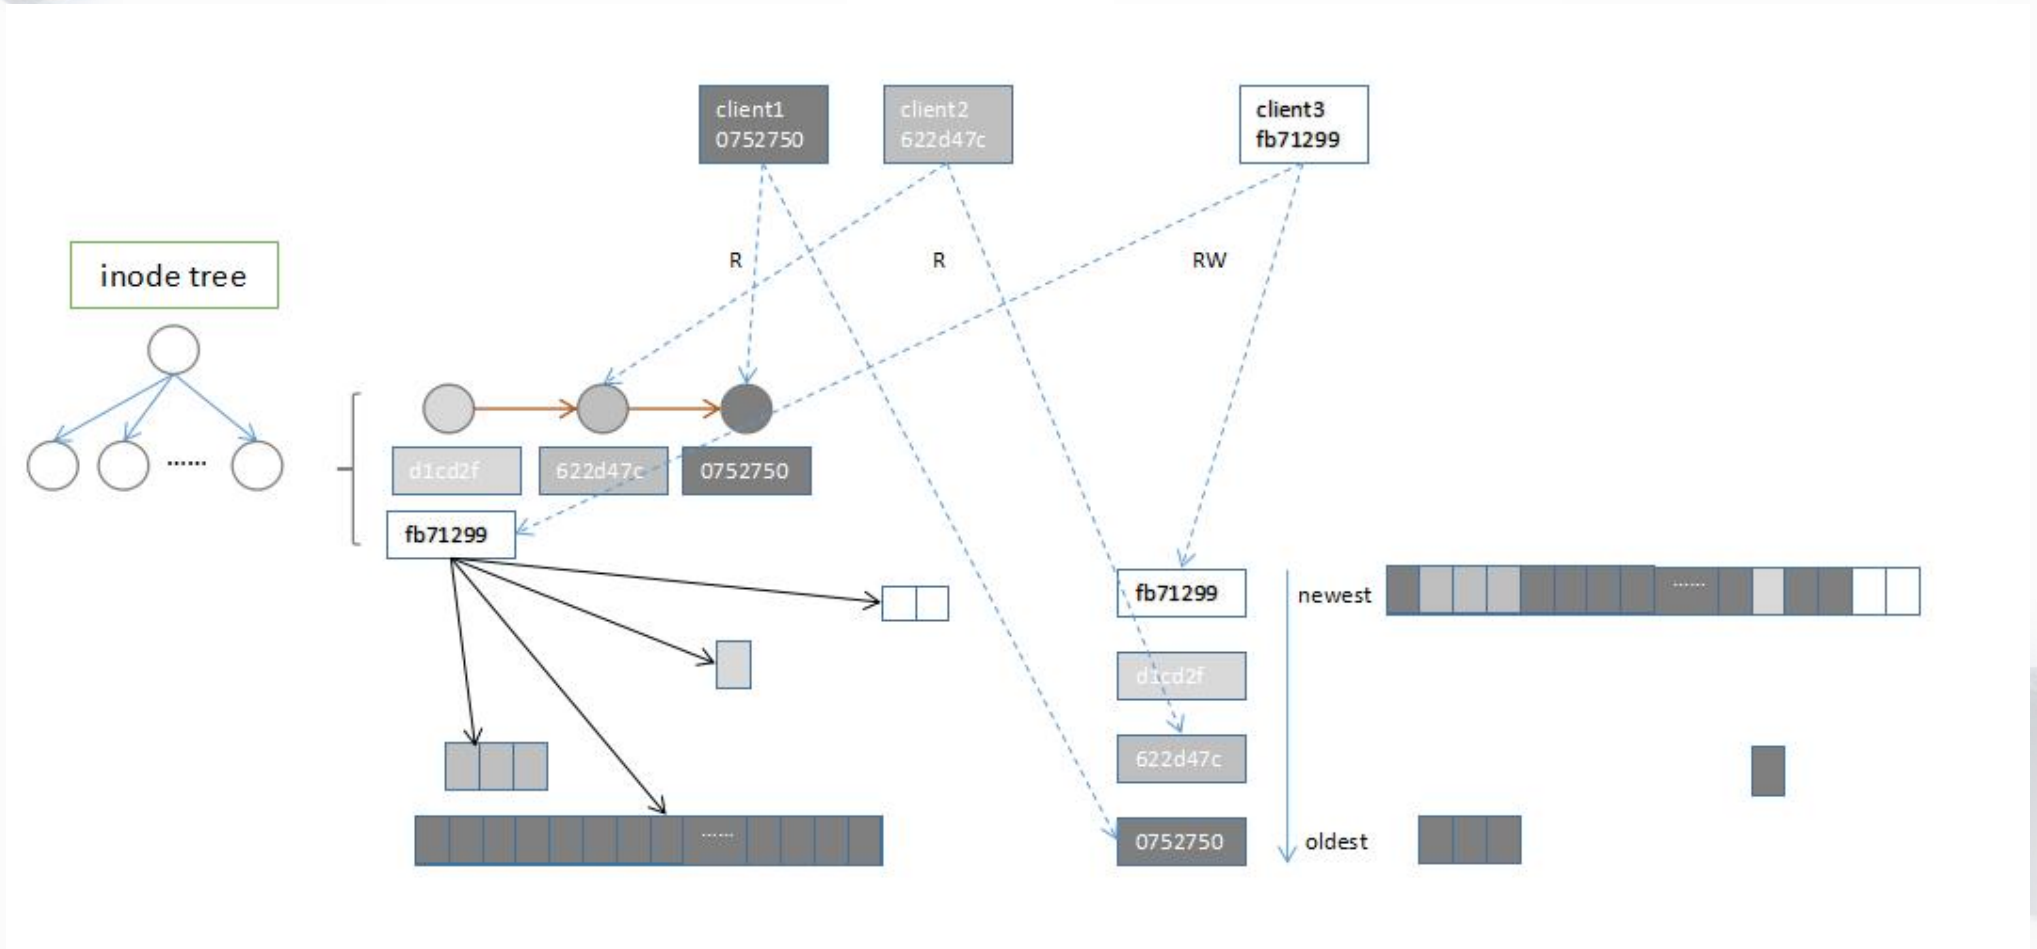 client1
0752750
client2
622d47c
client3
fb71299
R
R
RW
inode tree
......
d1cd2f
622d47c
0752750
fb71299
fb71299
newest
......
d1cd2f
622d47c
......
0752750
oldest